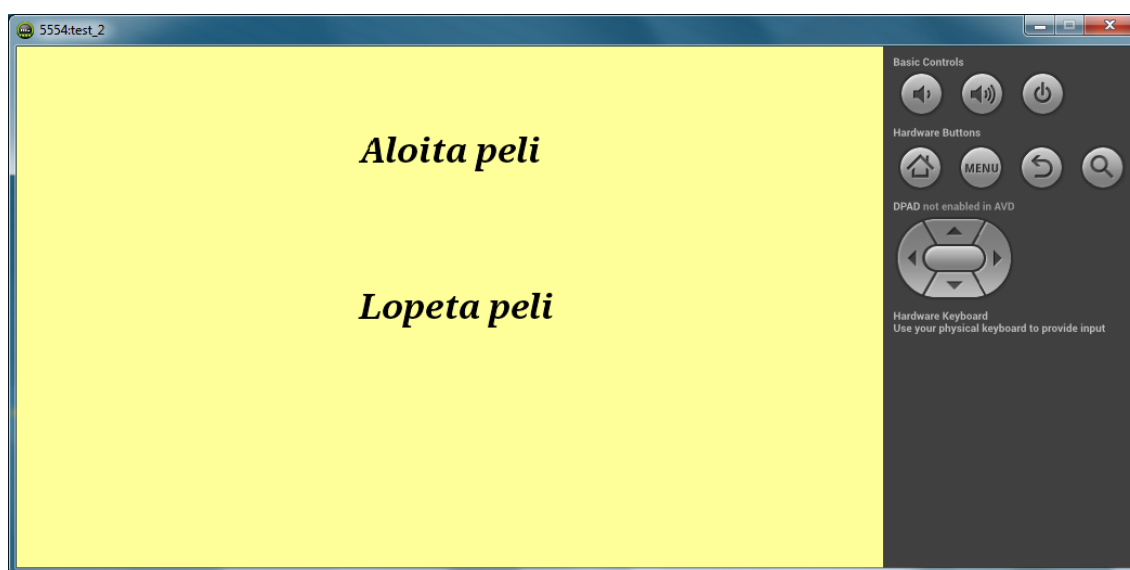 5554:test_2
Aloita peli
Lopeta peli
Basic Controls
Hardware Buttons
MENU
DPAD not enabled in AVD
Hardware Keyboard
Use your physical keyboard to provide input